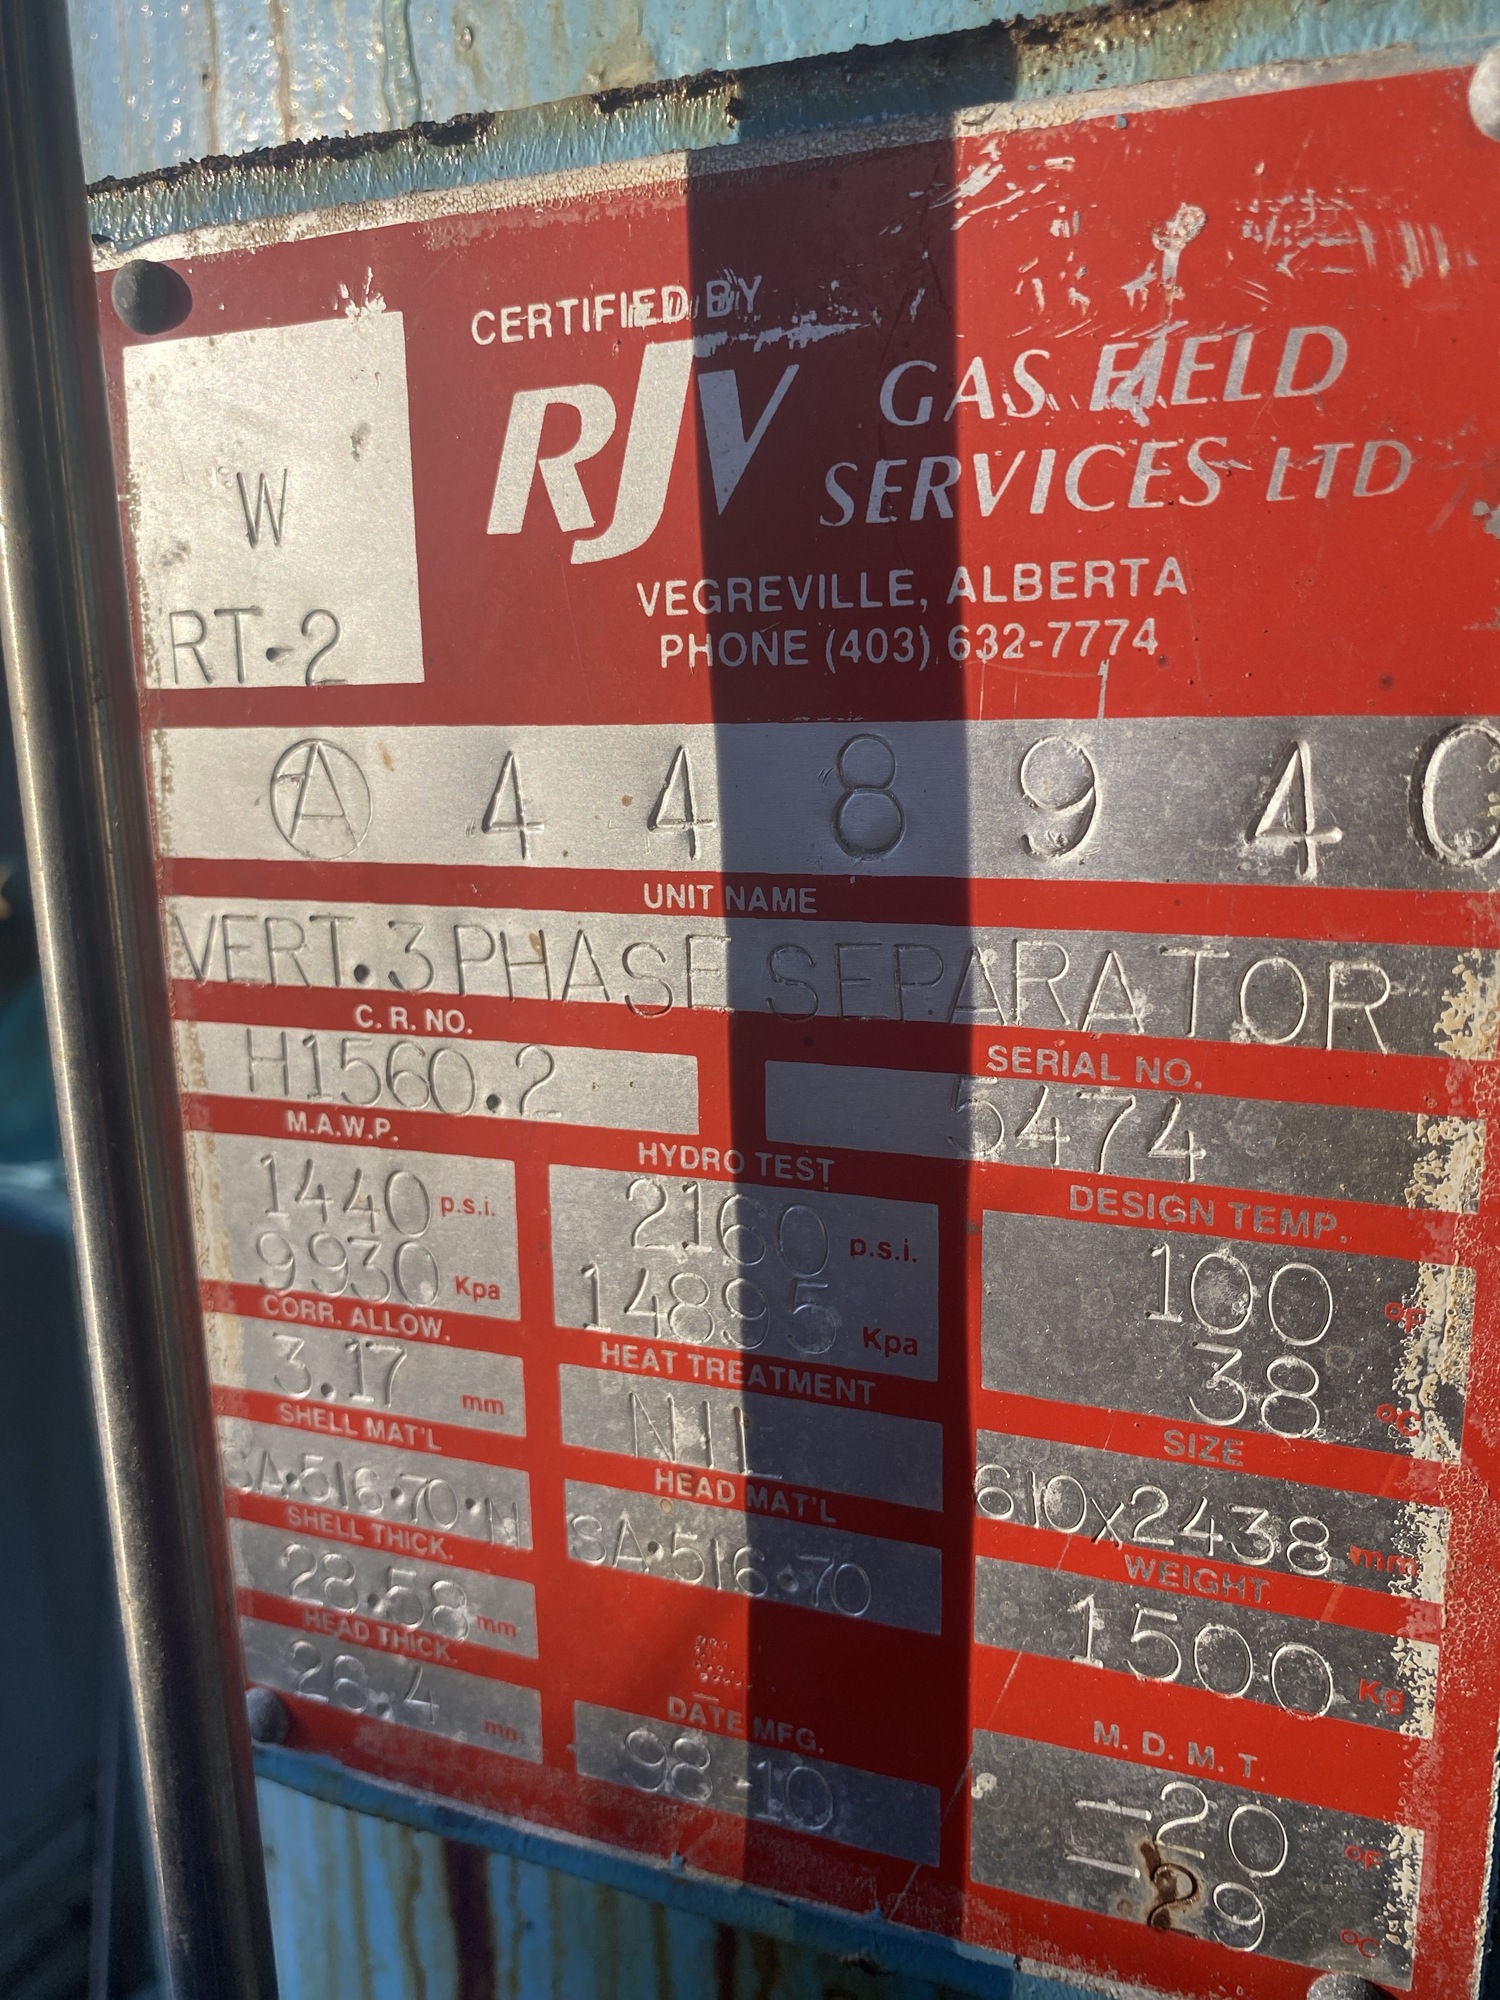 CERTIFIED BY
RJV GAS FIELD
SERVICES LTD
VEGREVILLE, ALBERTA
PHONE (403) 632-7774
W
RT-2
Ⓐ 4 4 8 9 4 0
UNIT NAME
VERT. 3 PHASE SEPARATOR
C. R. NO.
H1560.2
SERIAL NO.
5474
M.A.W.P.
1440 p.s.i.
9930 Kpa
HYDRO TEST
2160 p.s.i.
14895 Kpa
DESIGN TEMP.
100 °F
38 °C
CORR. ALLOW.
3.17 mm
HEAT TREATMENT
NIL
SIZE
610x2438 mm
SHELL MAT'L
SA·516·70·N
HEAD MAT'L
SA·516·70
WEIGHT
1500 Kg
SHELL THICK.
28.58 mm
HEAD THICK.
26.4 mm
DATE MFG.
98-10
M. D. M. T.
-20 °F
-29 °C